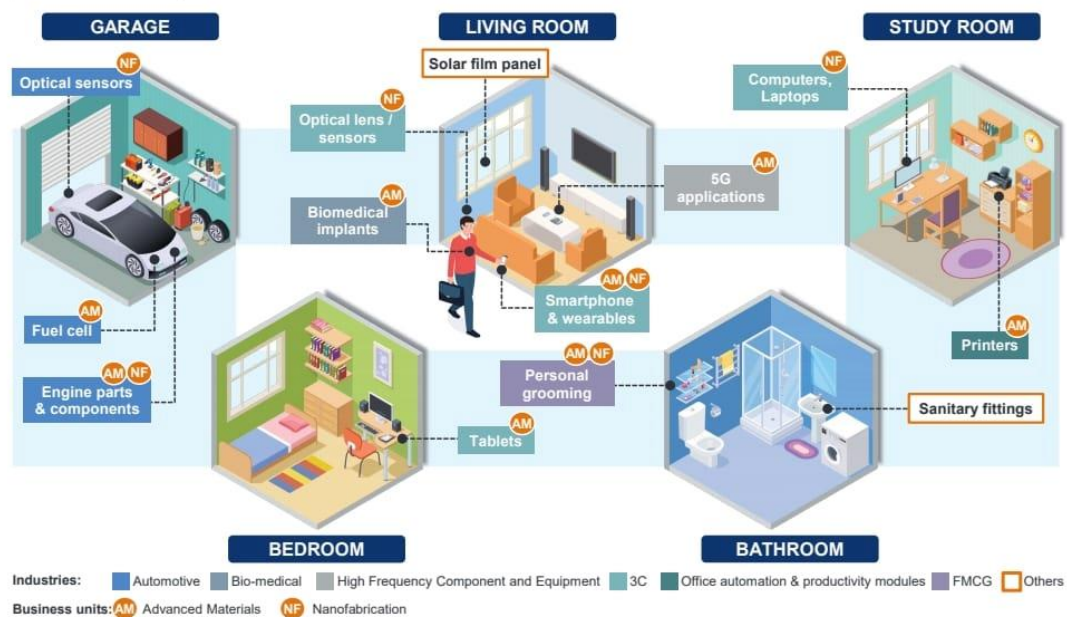 GARAGE
LIVING ROOM
STUDY ROOM
NF
Optical sensors
Solar film panel
NF
Optical lens /
sensors
NF
Computers,
Laptops
AM
5G
applications
AM
Biomedical
implants
AM NF
Smartphone
& wearables
AM
Fuel cell
AM NF
Engine parts
& components
AM
Printers
AM NF
Personal
grooming
Sanitary fittings
AM
Tablets
BEDROOM
BATHROOM
Industries: Automotive Bio-medical High Frequency Component and Equipment 3C Office automation & productivity modules FMCG Others
Business units: AM Advanced Materials NF Nanofabrication